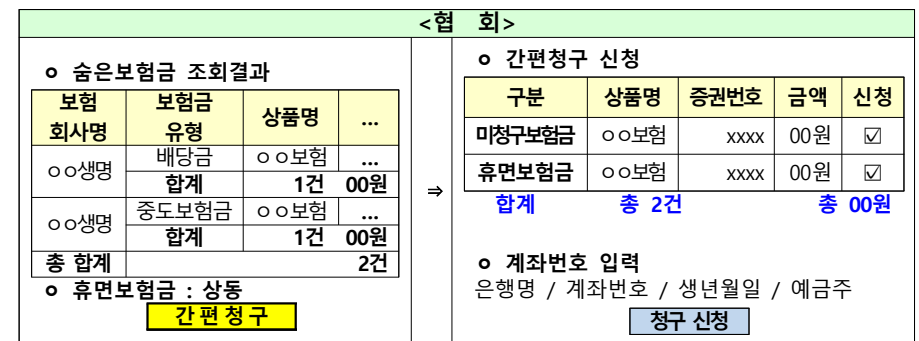 <협 회>
ㅇ 숨은보험금 조회결과
보험
회사명
보험금
유형
상품명
...
ㅇㅇ생명
배당금
ㅇㅇ보험
...
합계
1건
00원
ㅇㅇ생명
중도보험금
ㅇㅇ보험
...
합계
1건
00원
총 합계
2건
ㅇ 휴면보험금 : 상동
간 편 청 구
⇒
ㅇ 간편청구 신청
구분 상품명 증권번호 금액 신청
미청구보험금 ㅇㅇ보험 xxxx 00원 ☑
휴면보험금 ㅇㅇ보험 xxxx 00원 ☑
합계 총 2건 총 00원
ㅇ 계좌번호 입력
은행명 / 계좌번호 / 생년월일 / 예금주
청구 신청